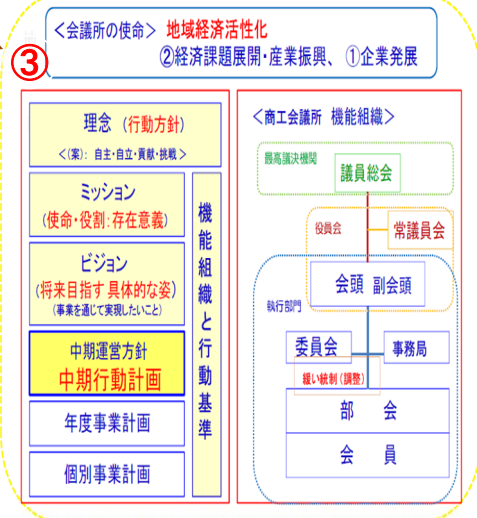 ＜会議所の使命＞ 地域経済活性化
②経済課題展開・産業振興、①企業発展
③
理念 （行動方針）
＜（案）： 自主・自立・貢献・挑戦＞
ミッション
（使命・役割：存在意義）
ビジョン
（将来目指す 具体的な姿）
（事業を通じて実現したいこと）
中期運営方針
中期行動計画
年度事業計画
個別事業計画
機能組織と行動基準
＜商工会議所 機能組織＞
最高議決機関
議員総会
役員会
常議員会
会頭 副会頭
執行部門
委員会
事務局
緩い統制（調整）
部 会
会 員